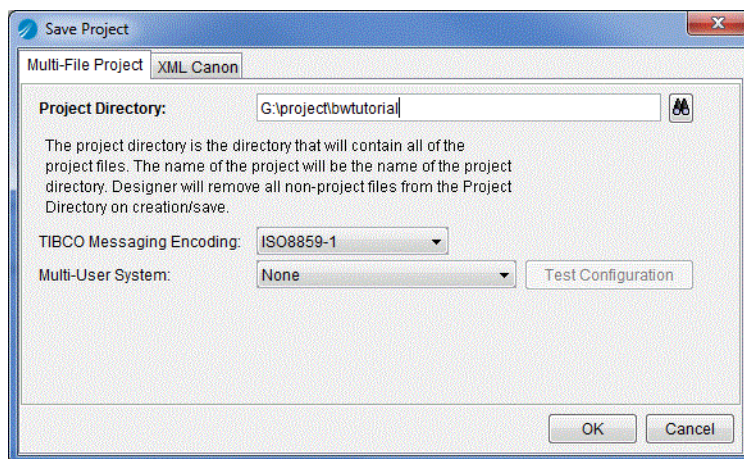 Save Project
Multi-File Project XML Canon
Project Directory: G:\project\bwtutorial
The project directory is the directory that will contain all of the
project files. The name of the project will be the name of the project
directory. Designer will remove all non-project files from the Project
Directory on creation/save.
TIBCO Messaging Encoding: ISO8859-1
Multi-User System: None Test Configuration
OK Cancel